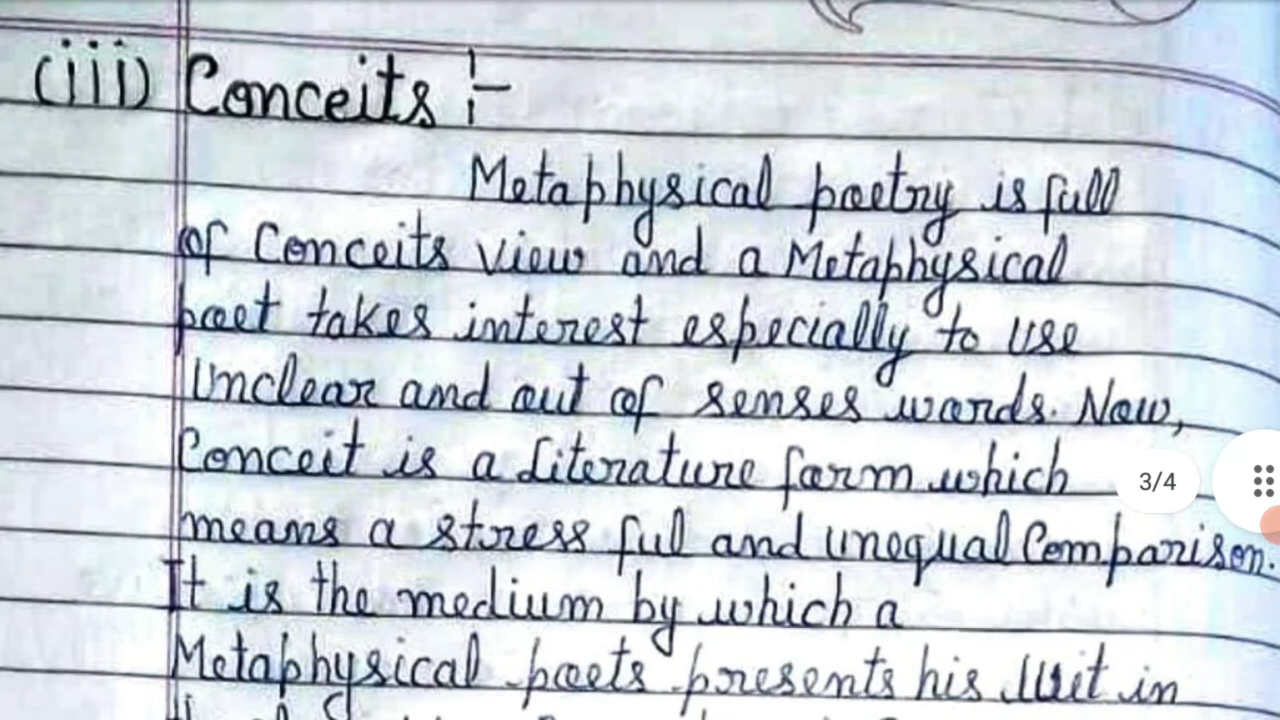 (iii) Conceits :-
Metaphysical poetry is full
of Conceits view and a Metaphysical
poet takes interest especially to use
Unclear and out of senses words. Now,
Conceit is a Literature form which
3/4
means a stress ful and unequal Comparison.
It is the medium by which a
Metaphysical poets presents his wit in